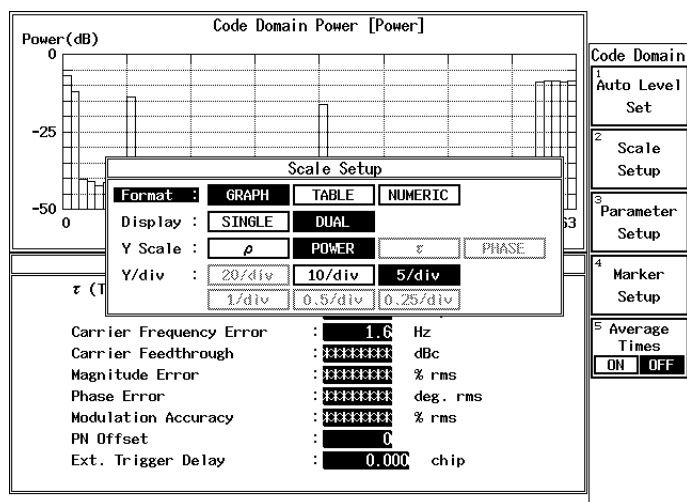 Code Domain Power [Power]
Power(dB)
0
-25
-50
0
63
Scale Setup
Format : GRAPH TABLE NUMERIC
Display : SINGLE DUAL
Y Scale : ρ POWER τ PHASE
Y/div : 20/div 10/div 5/div
1/div 0.5/div 0.25/div
τ (T
Carrier Frequency Error : 1.6 Hz
Carrier Feedthrough : ******** dBc
Magnitude Error : ******** % rms
Phase Error : ******** deg. rms
Modulation Accuracy : ******** % rms
PN Offset : 0
Ext. Trigger Delay : 0.000 chip
Code Domain
1
Auto Level
Set
2
Scale
Setup
3
Parameter
Setup
4
Marker
Setup
5 Average
Times
ON OFF